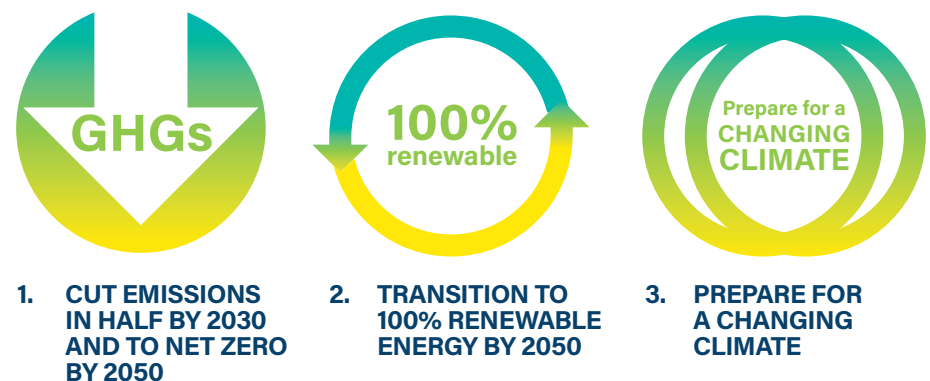 GHGs
100%
renewable
Prepare for a
CHANGING
CLIMATE
1. CUT EMISSIONS
IN HALF BY 2030
AND TO NET ZERO
BY 2050
2. TRANSITION TO
100% RENEWABLE
ENERGY BY 2050
3. PREPARE FOR
A CHANGING
CLIMATE